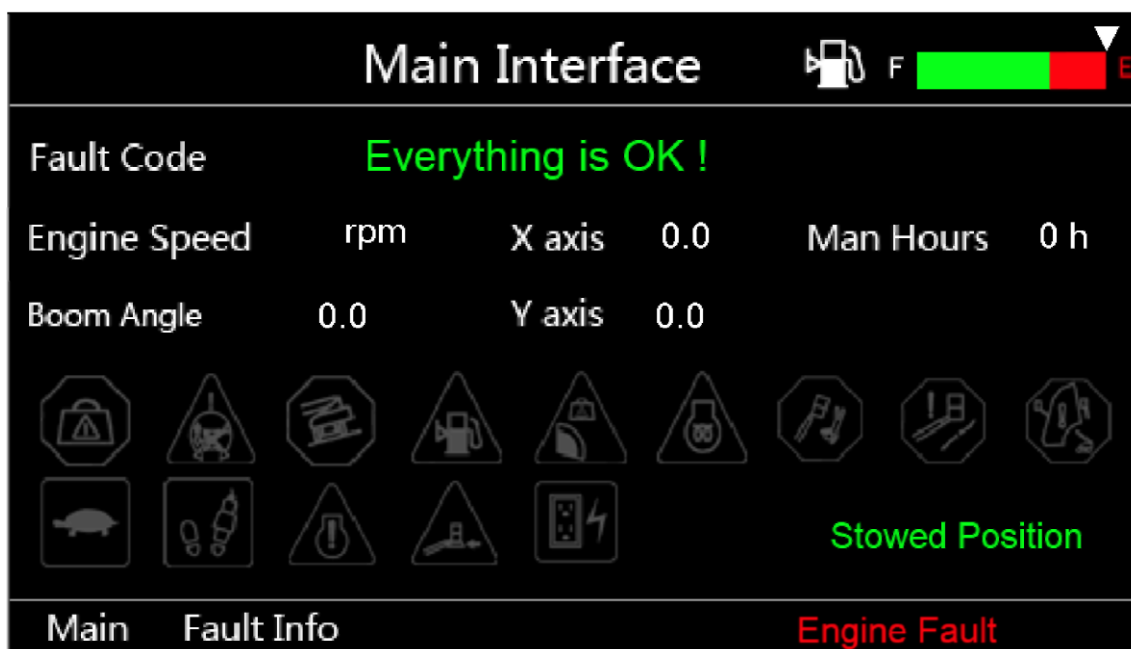 Main Interface F E
Fault Code Everything is OK !
Engine Speed rpm X axis 0.0 Man Hours 0 h
Boom Angle 0.0 Y axis 0.0
Stowed Position
Main Fault Info Engine Fault